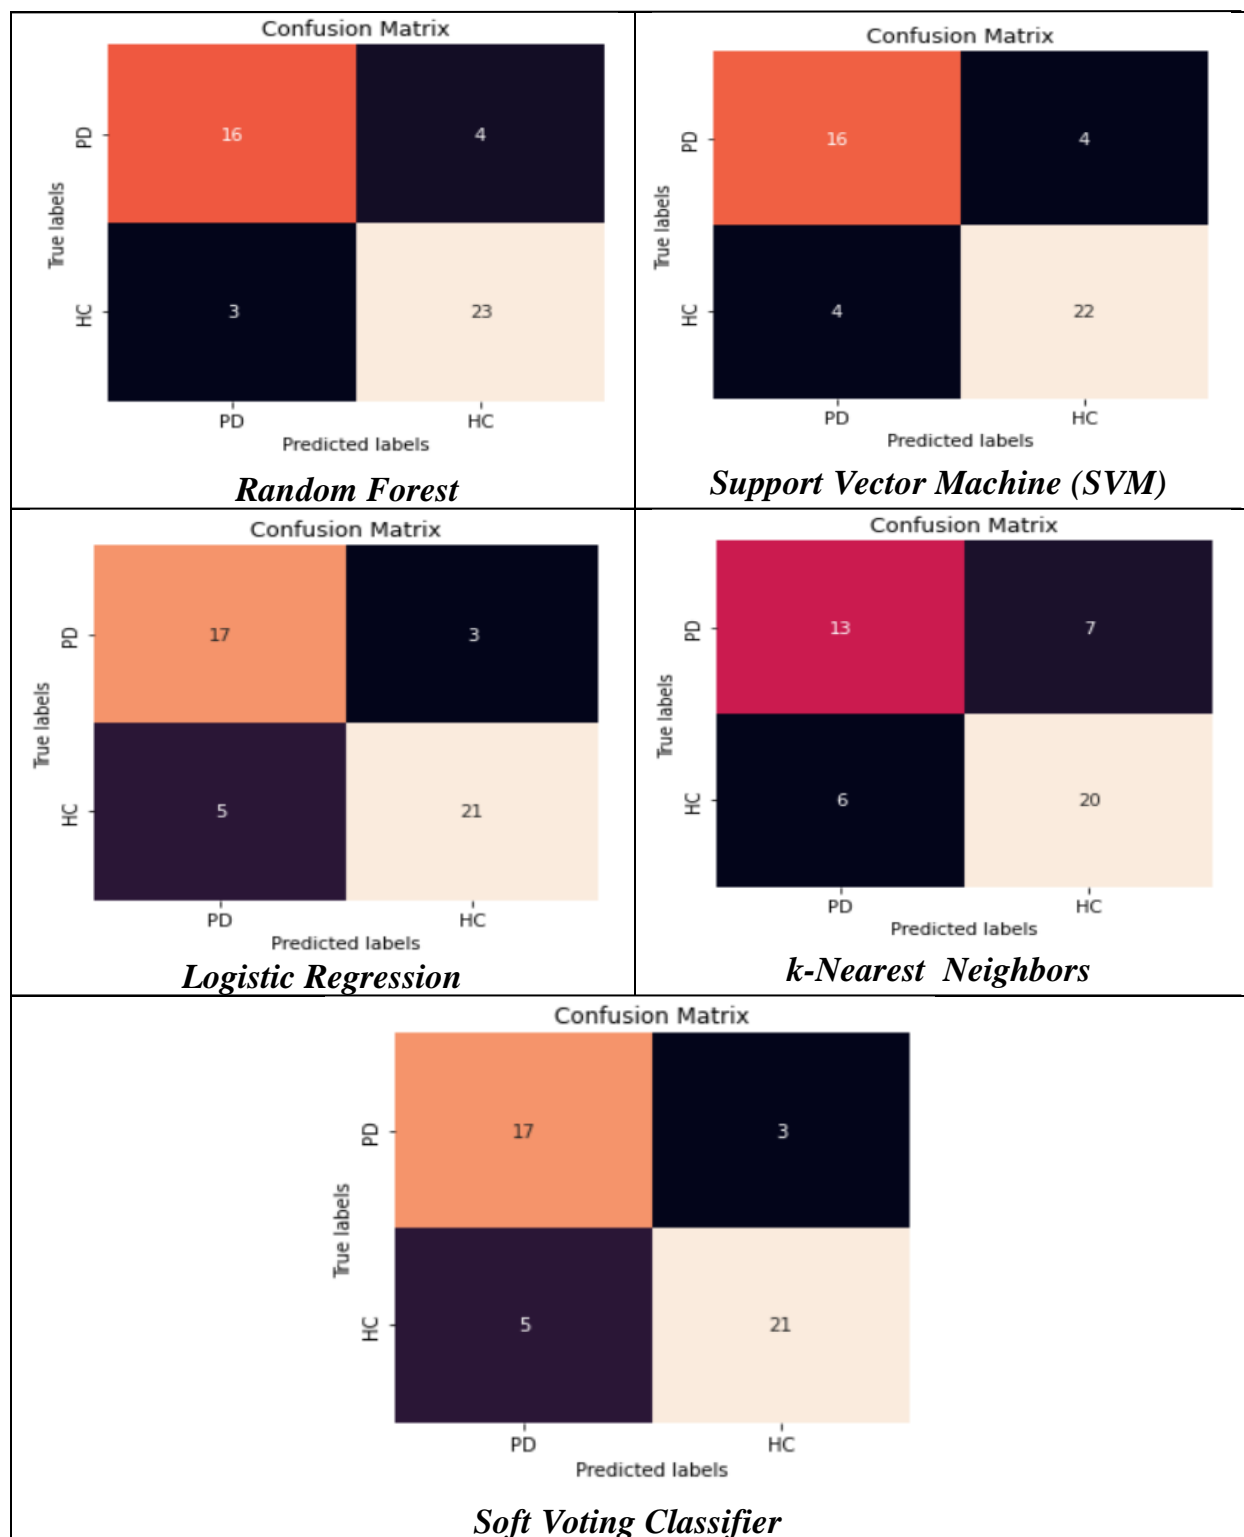 Confusion Matrix
PD
16
4
True labels
HC
3
23
PD
HC
Predicted labels
Random Forest
Confusion Matrix
PD
16
4
True labels
HC
4
22
PD
HC
Predicted labels
Support Vector Machine (SVM)
Confusion Matrix
PD
17
3
True labels
HC
5
21
PD
HC
Predicted labels
Logistic Regression
Confusion Matrix
PD
13
7
True labels
HC
6
20
PD
HC
Predicted labels
k-Nearest Neighbors
Confusion Matrix
PD
17
3
True labels
HC
5
21
PD
HC
Predicted labels
Soft Voting Classifier